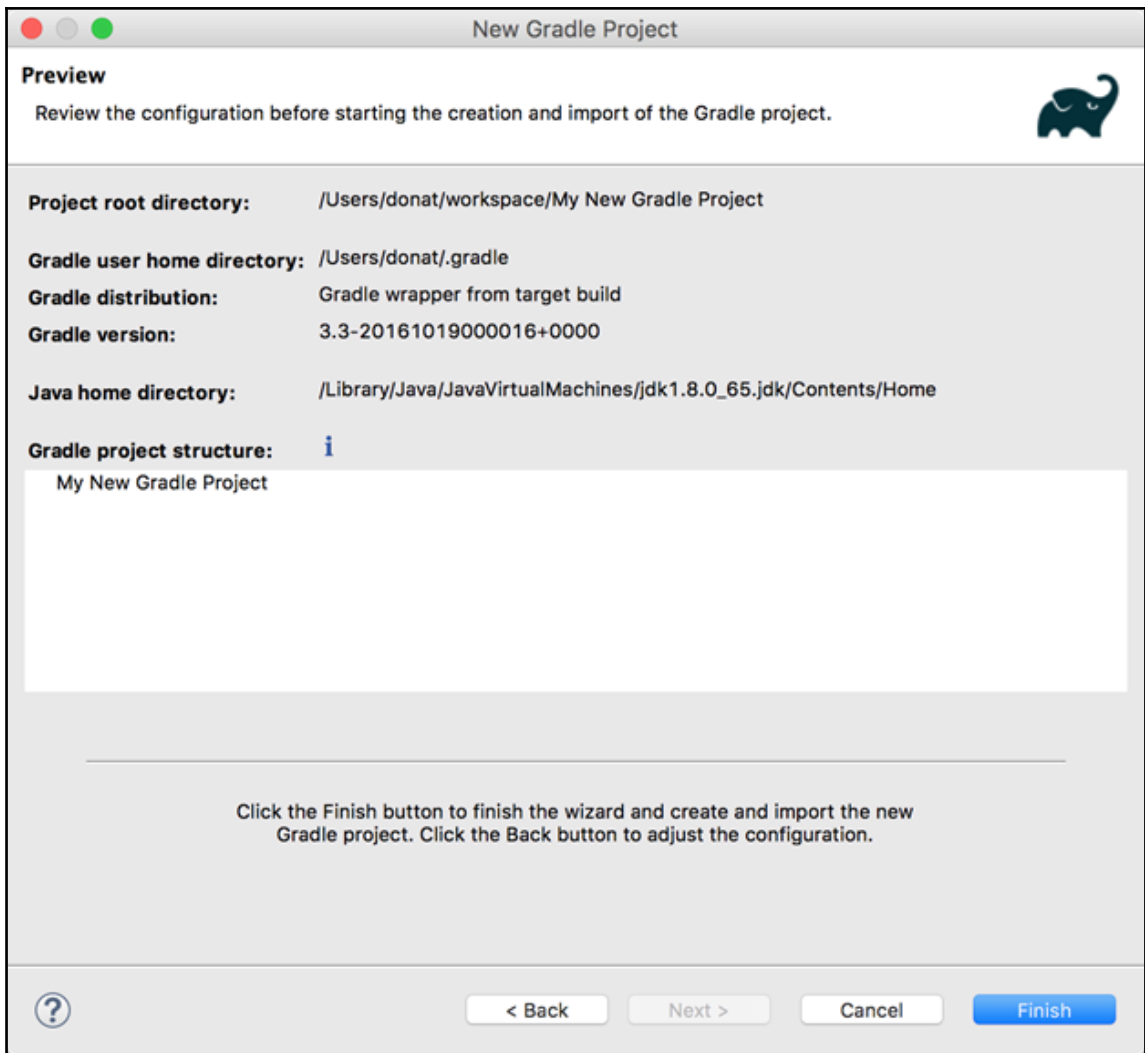 New Gradle Project
Preview
Review the configuration before starting the creation and import of the Gradle project.
Project root directory: /Users/donat/workspace/My New Gradle Project
Gradle user home directory: /Users/donat/.gradle
Gradle distribution: Gradle wrapper from target build
Gradle version: 3.3-20161019000016+0000
Java home directory: /Library/Java/JavaVirtualMachines/jdk1.8.0_65.jdk/Contents/Home
Gradle project structure: i
My New Gradle Project
Click the Finish button to finish the wizard and create and import the new
Gradle project. Click the Back button to adjust the configuration.
? < Back Next > Cancel Finish